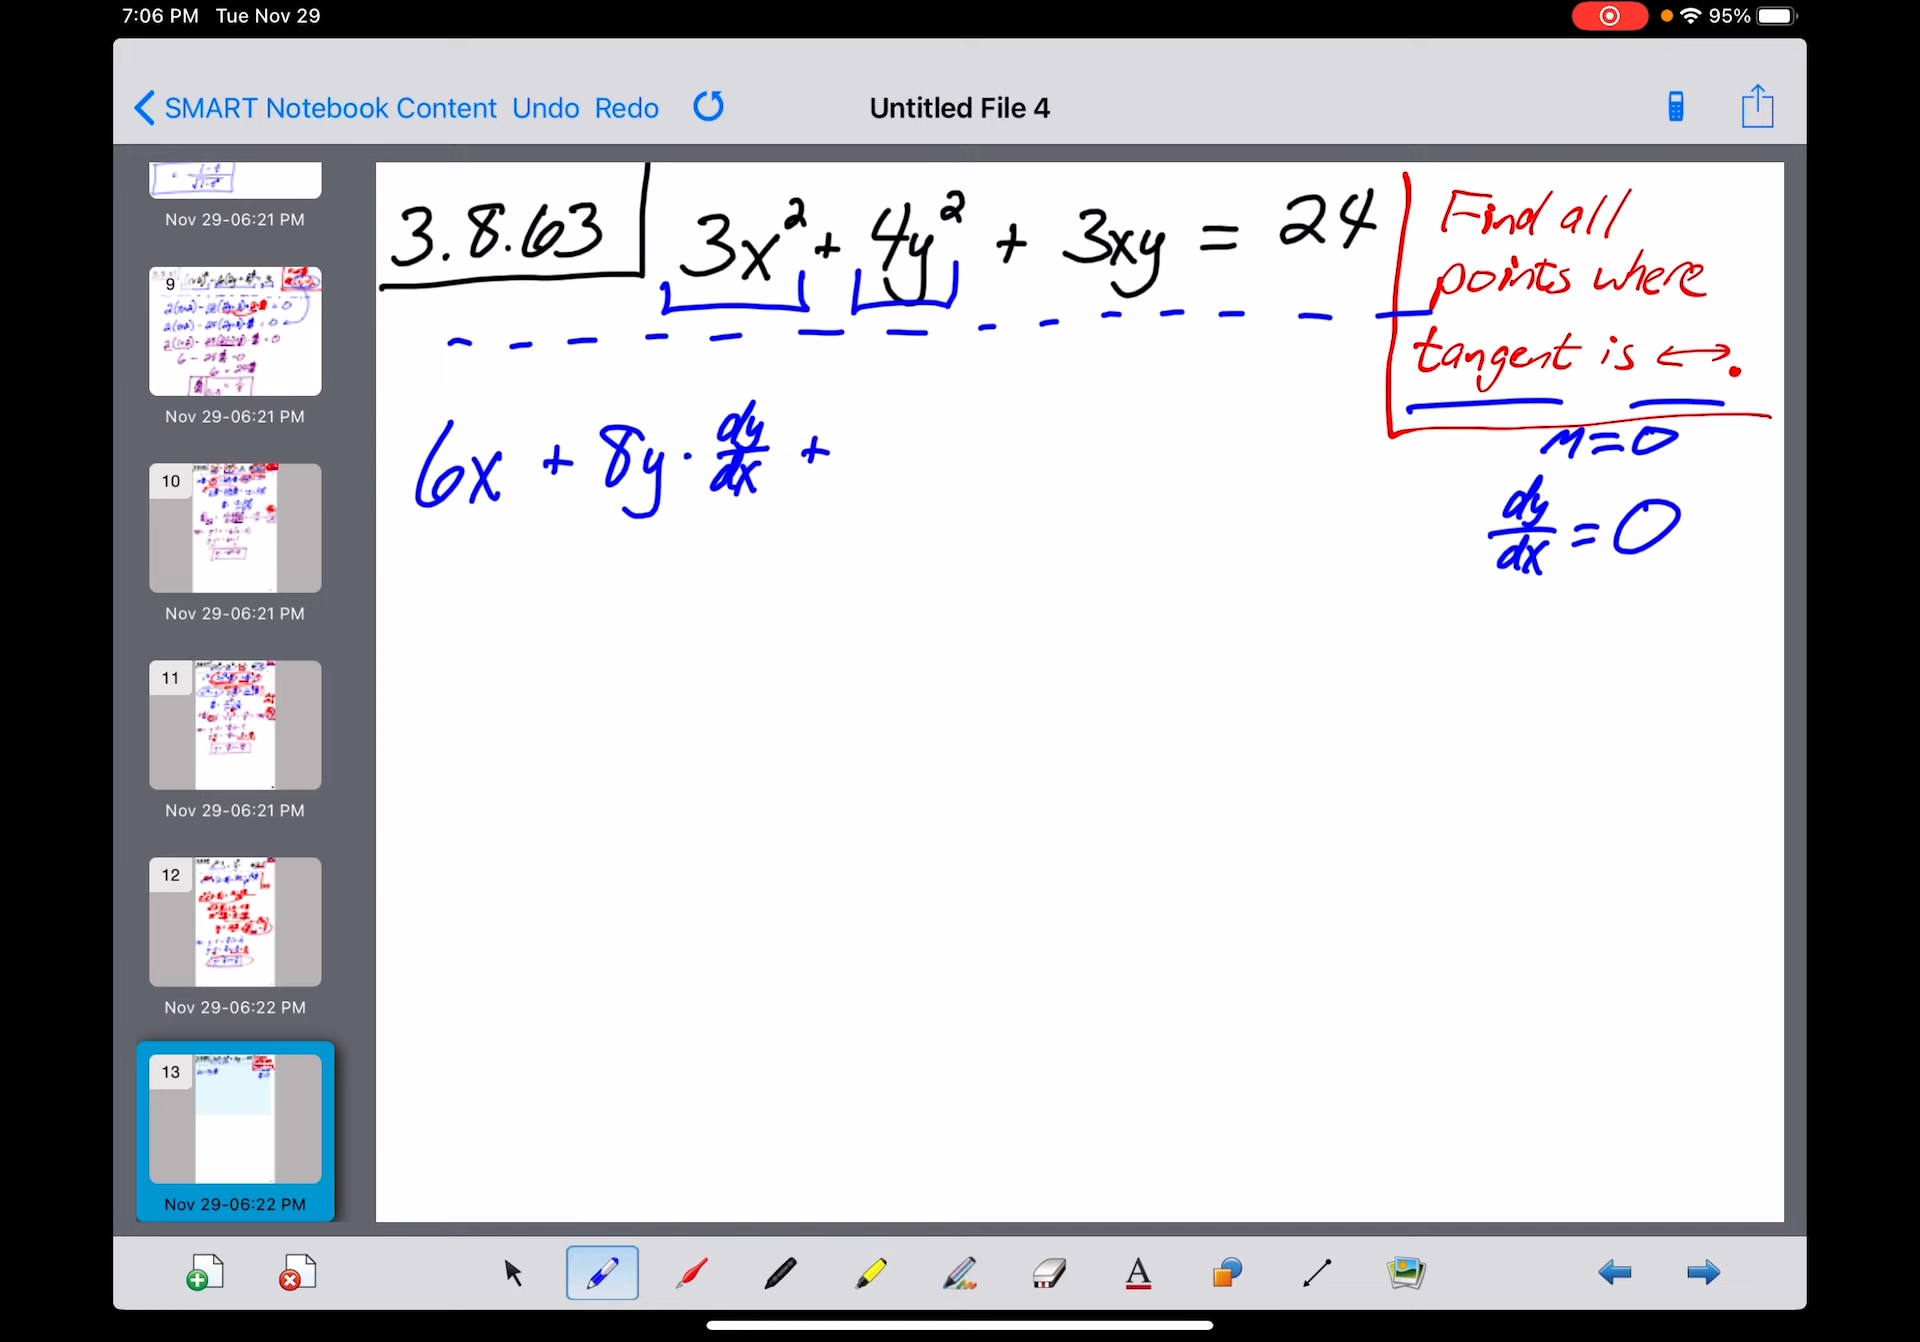 7:06 PM Tue Nov 29
95%
SMART Notebook Content Undo Redo
Untitled File 4
Nov 29-06:21 PM
9
Nov 29-06:21 PM
10
Nov 29-06:21 PM
11
Nov 29-06:21 PM
12
Nov 29-06:22 PM
13
Nov 29-06:22 PM
3.8.63
3x² + 4y² + 3xy = 24
Find all
points where
tangent is ↔.
6x + 8y · dy/dx +
m = 0
dy/dx = 0